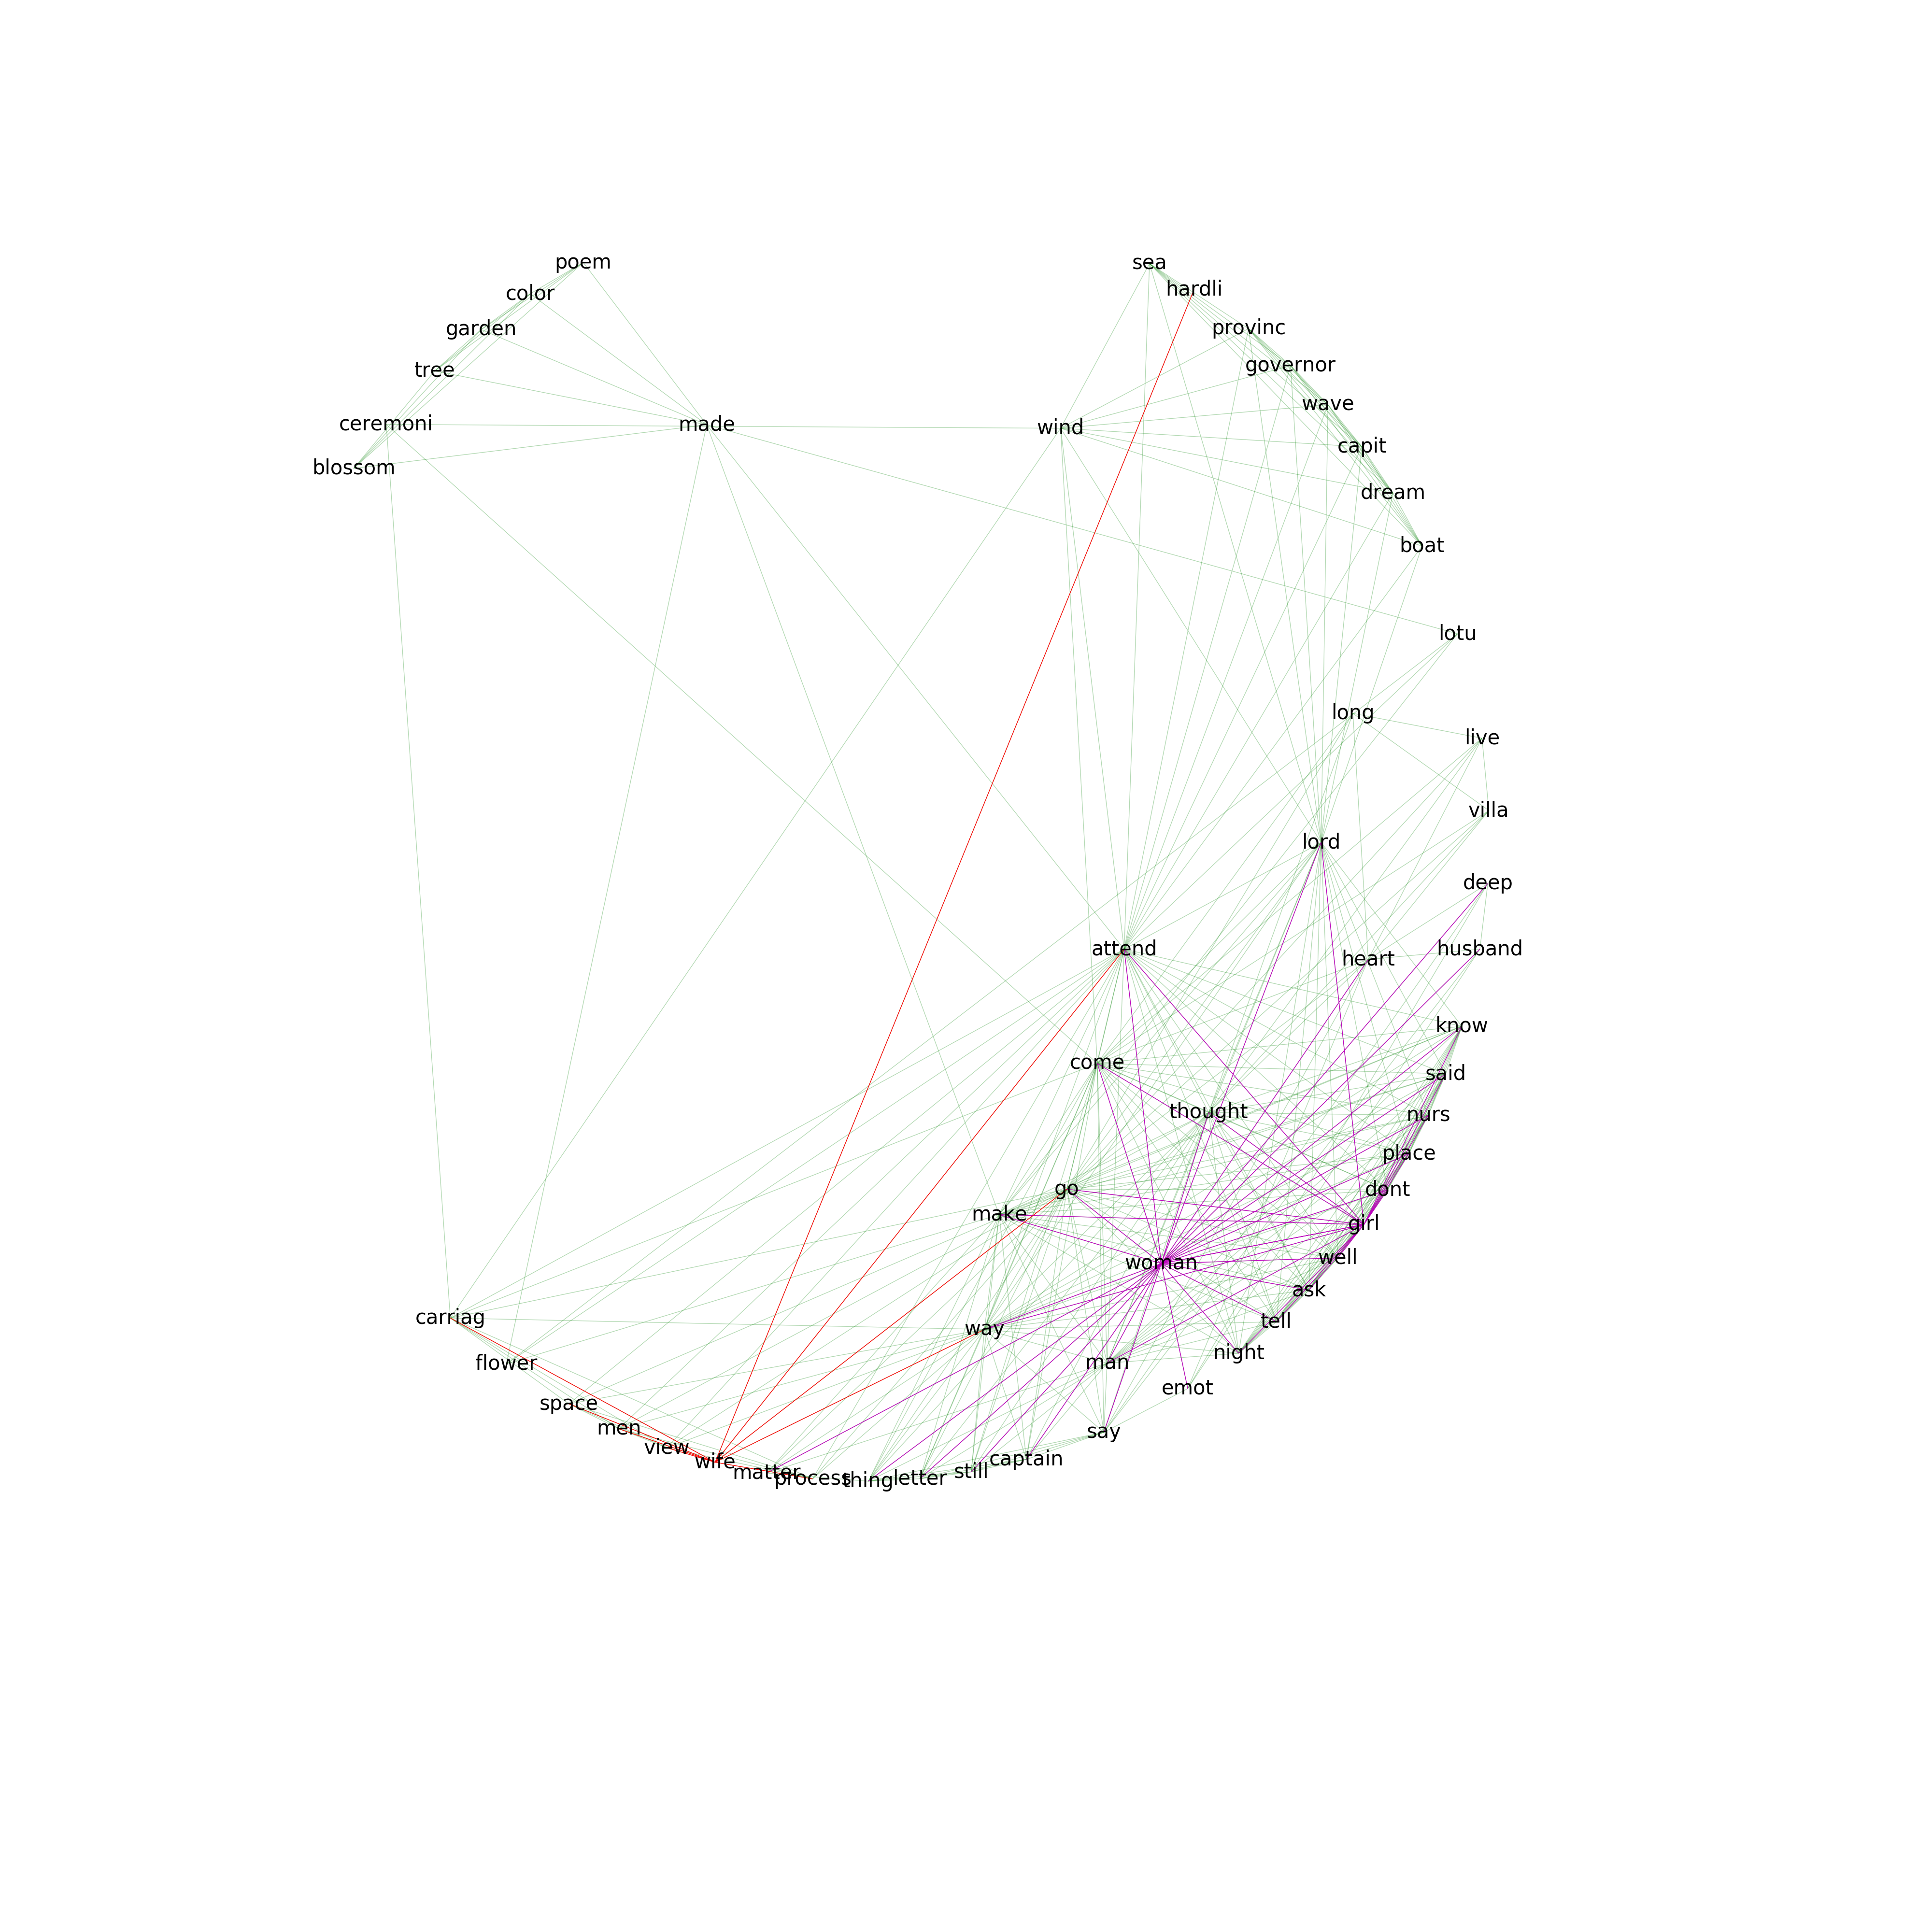 poem
sea
hardli
color
provinc
garden
governor
tree
wave
ceremoni
made
wind
capit
blossom
dream
boat
lotu
long
live
villa
lord
deep
attend
husband
heart
know
come
said
thought
nurs
place
go
dont
make
girl
well
woman
ask
carriag
tell
way
night
flower
man
emot
space
men
say
view
wife
captain
still
matter
process
thing
letter